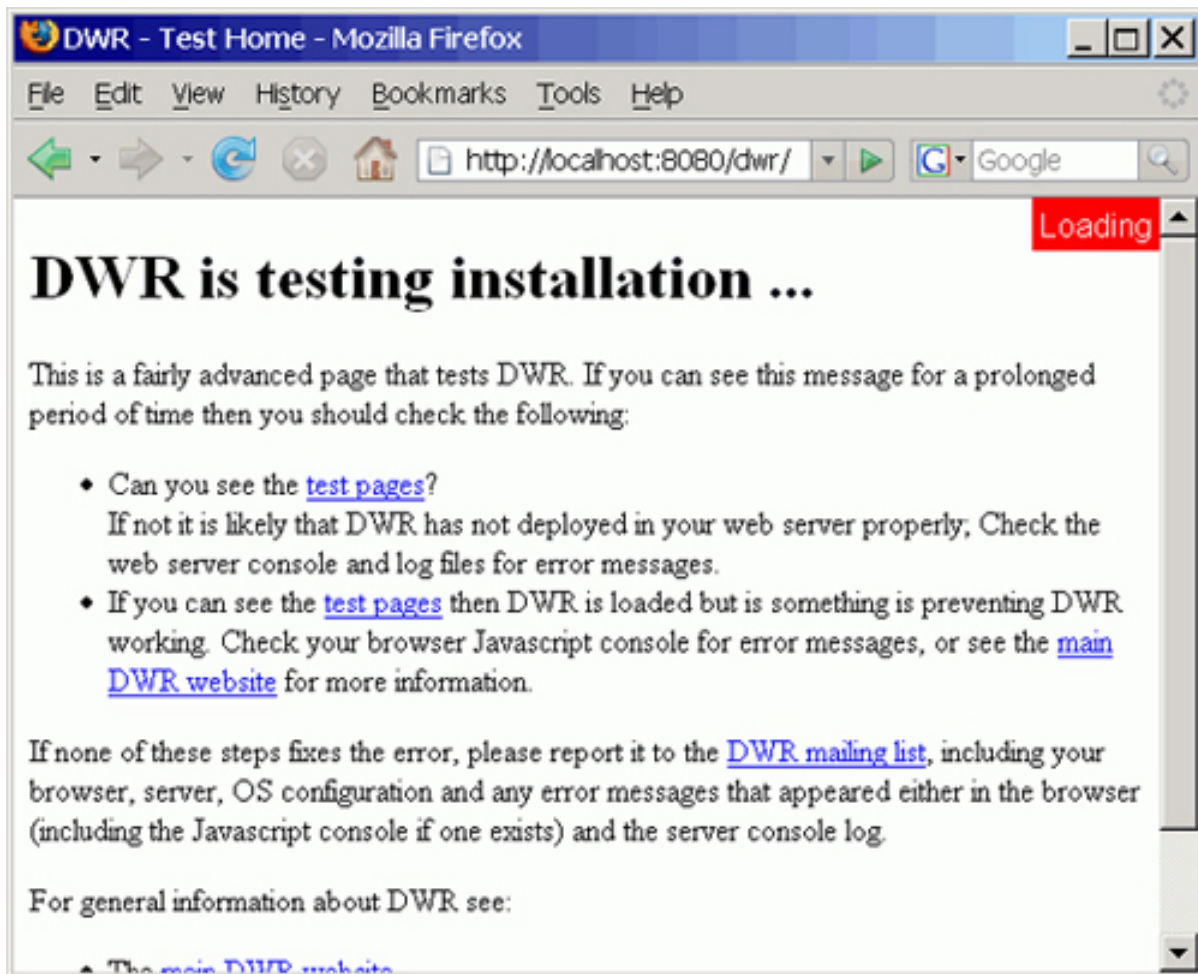 DWR - Test Home - Mozilla Firefox
File Edit View History Bookmarks Tools Help
http://localhost:8080/dwr/ G Google
Loading
DWR is testing installation ...
This is a fairly advanced page that tests DWR. If you can see this message for a prolonged
period of time then you should check the following:
• Can you see the test pages?
If not it is likely that DWR has not deployed in your web server properly; Check the
web server console and log files for error messages.
• If you can see the test pages then DWR is loaded but is something is preventing DWR
working. Check your browser Javascript console for error messages, or see the main
DWR website for more information.
If none of these steps fixes the error, please report it to the DWR mailing list, including your
browser, server, OS configuration and any error messages that appeared either in the browser
(including the Javascript console if one exists) and the server console log.
For general information about DWR see:
• The main DWR website